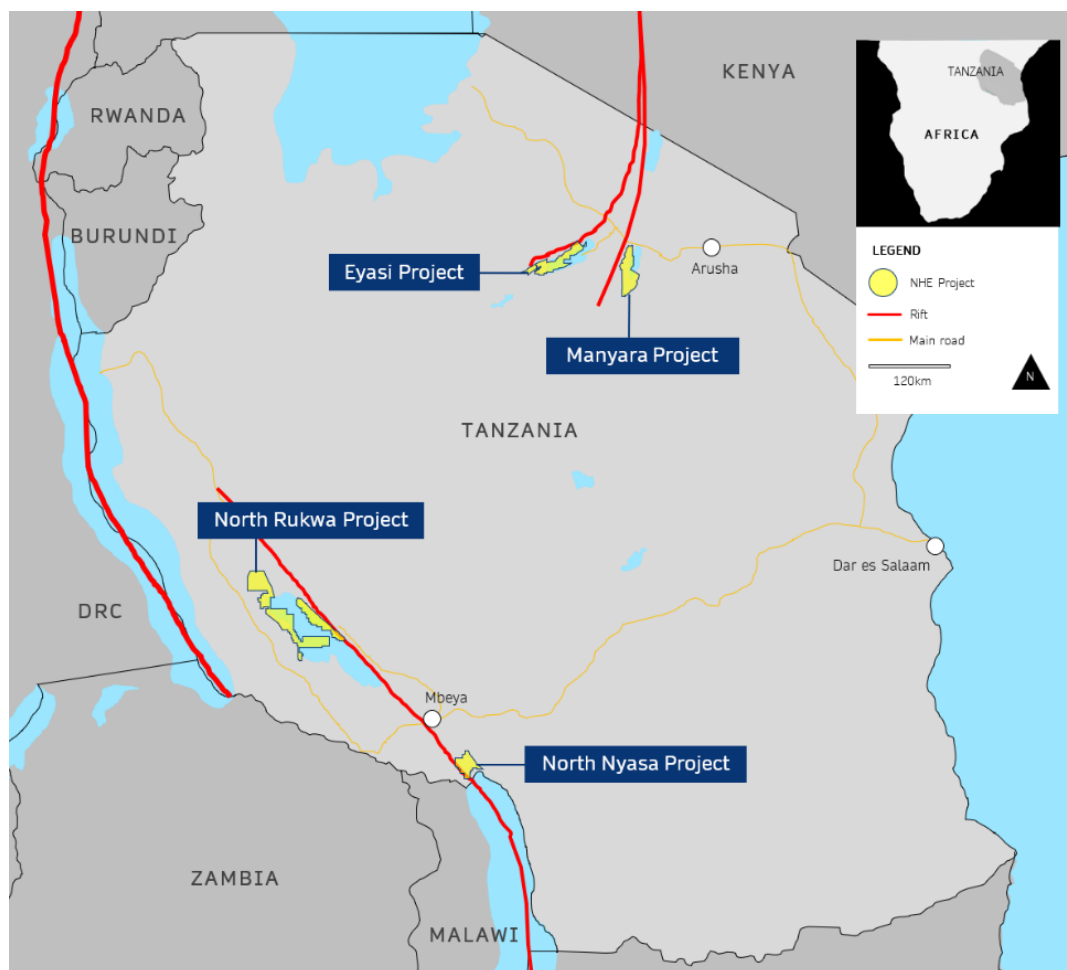 KENYA
TANZANIA
AFRICA
RWANDA
BURUNDI
LEGEND
Eyasi Project
Arusha
NHE Project
Rift
Manyara Project
Main road
N
120km
TANZANIA
North Rukwa Project
Dar es Salaam
DRC
Mbeya
North Nyasa Project
ZAMBIA
MALAWI